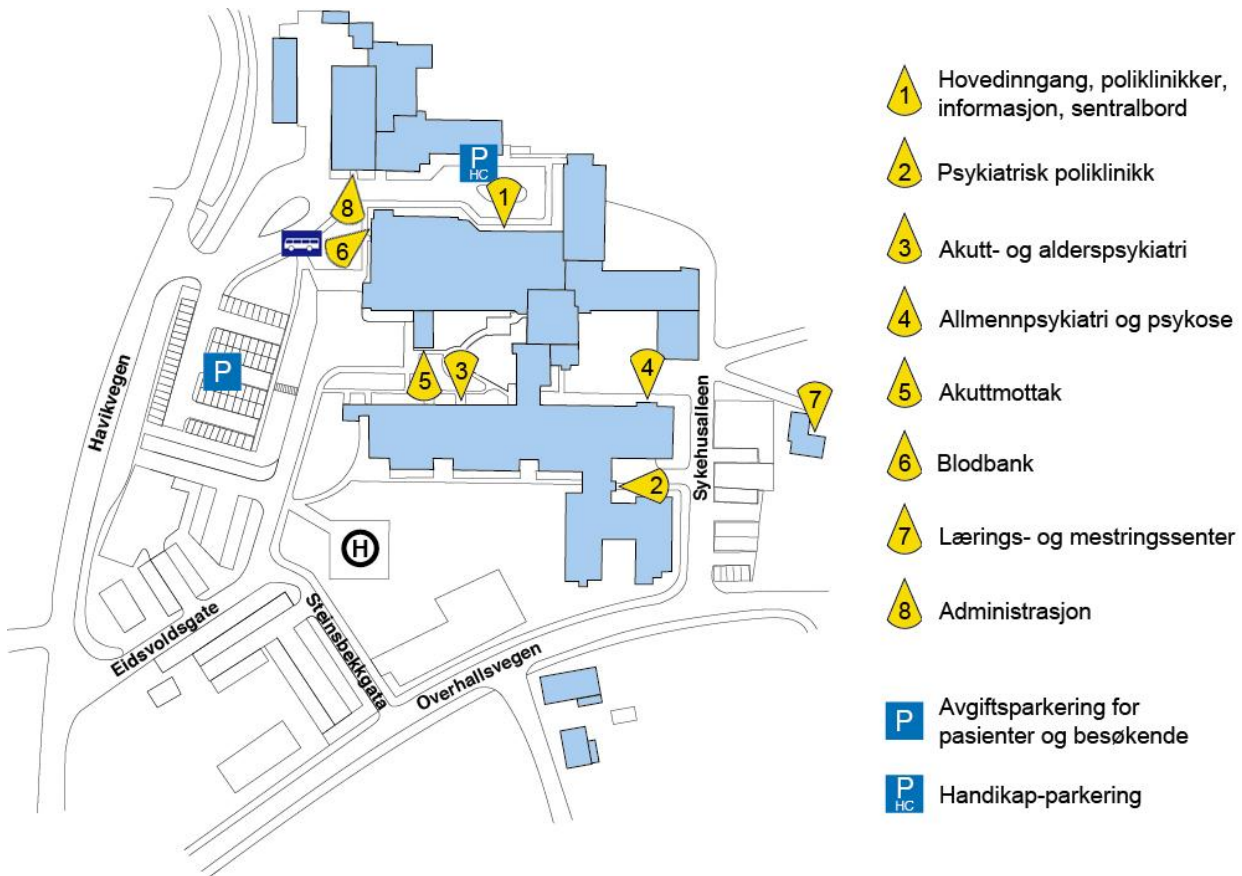 P
HC
1
8
6
P
5
3
4
7
2
H
Havikvegen
Sykehusalleen
Eidsvoldsgate
Steinsbekkgata
Overhallsvegen
1
Hovedinngang, poliklinikker,
informasjon, sentralbord
2
Psykiatrisk poliklinikk
3
Akutt- og alderspsykiatri
4
Allmennpsykiatri og psykose
5
Akuttmottak
6
Blodbank
7
Lærings- og mestringssenter
8
Administrasjon
P
Avgiftsparkering for
pasienter og besøkende
P
HC
Handikap-parkering